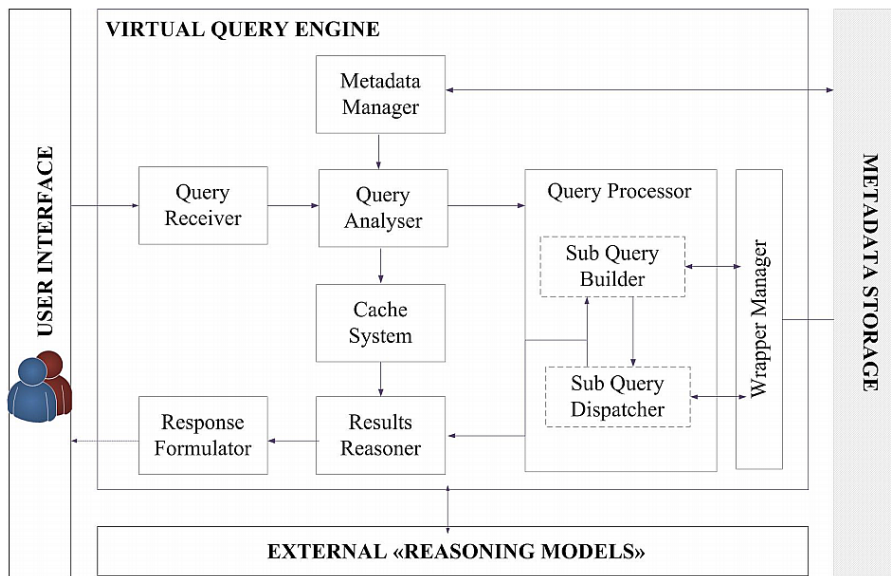 VIRTUAL QUERY ENGINE
Metadata
Manager
Query
Receiver
Query
Analyser
Query Processor
Sub Query
Builder
Cache
System
Sub Query
Dispatcher
Response
Formulator
Results
Reasoner
Wrapper Manager
USER INTERFACE
METADATA STORAGE
EXTERNAL «REASONING MODELS»